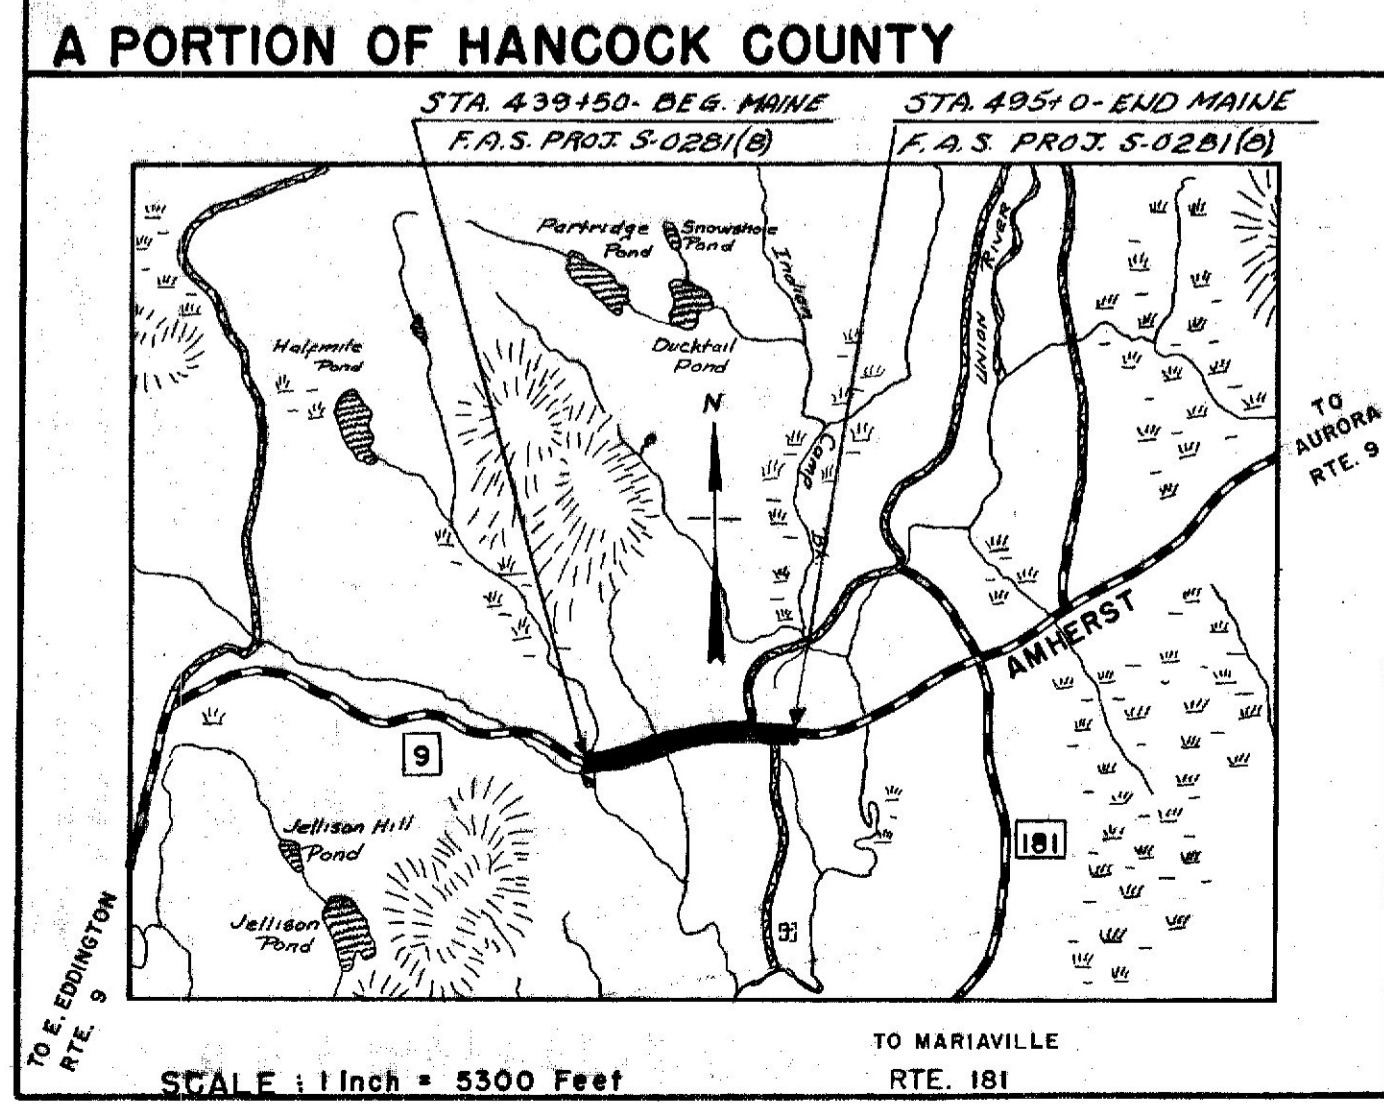 A PORTION OF HANCOCK COUNTY
STA. 439+50- BEG. MAINE
F.A.S. PROJ. S-0281(8)
STA. 495+0- END MAINE
F.A.S. PROJ. S-0281(8)
Partridge
Pond
Snowshoe
Pond
Indian
UNION RIVER
Halfmile
Pond
Ducktail
Pond
N
Camp
Bk
TO
AURORA
RTE. 9
AMHERST
9
181
Jellison Hill
Pond
Jellison
Pond
TO E. EDDINGTON
RTE. 9
TO MARIAVILLE
RTE. 181
SCALE : 1 Inch = 5300 Feet